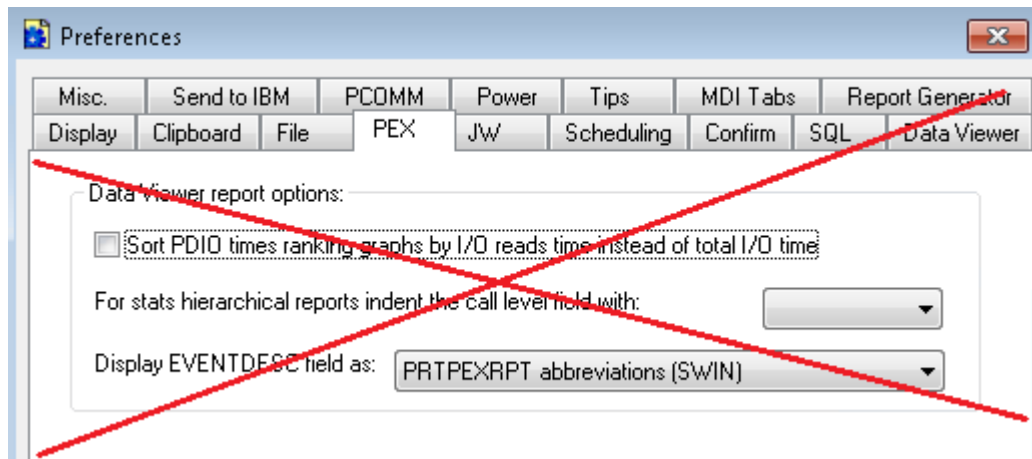 Preferences
Misc. Send to IBM PCOMM Power Tips MDI Tabs Report Generator
Display Clipboard File PEX JW Scheduling Confirm SQL Data Viewer
Data Viewer report options:
Sort PDIO times ranking graphs by I/O reads time instead of total I/O time
For stats hierarchical reports indent the call level field with:
Display EVENTDESC field as: PRTPEXRPT abbreviations (SWIN)